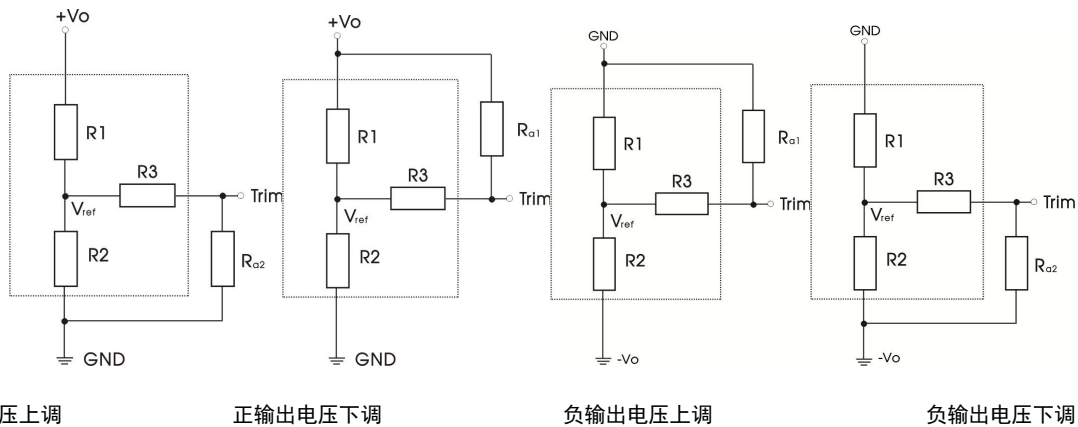 +Vo
R1
R3
Trim
Vref
R2
Ra2
GND
+Vo
R1
Ra1
R3
Trim
Vref
R2
GND
GND
R1
Ra1
R3
Trim
Vref
R2
-Vo
GND
R1
R3
Trim
Vref
R2
Ra2
-Vo
压上调
正输出电压下调
负输出电压上调
负输出电压下调